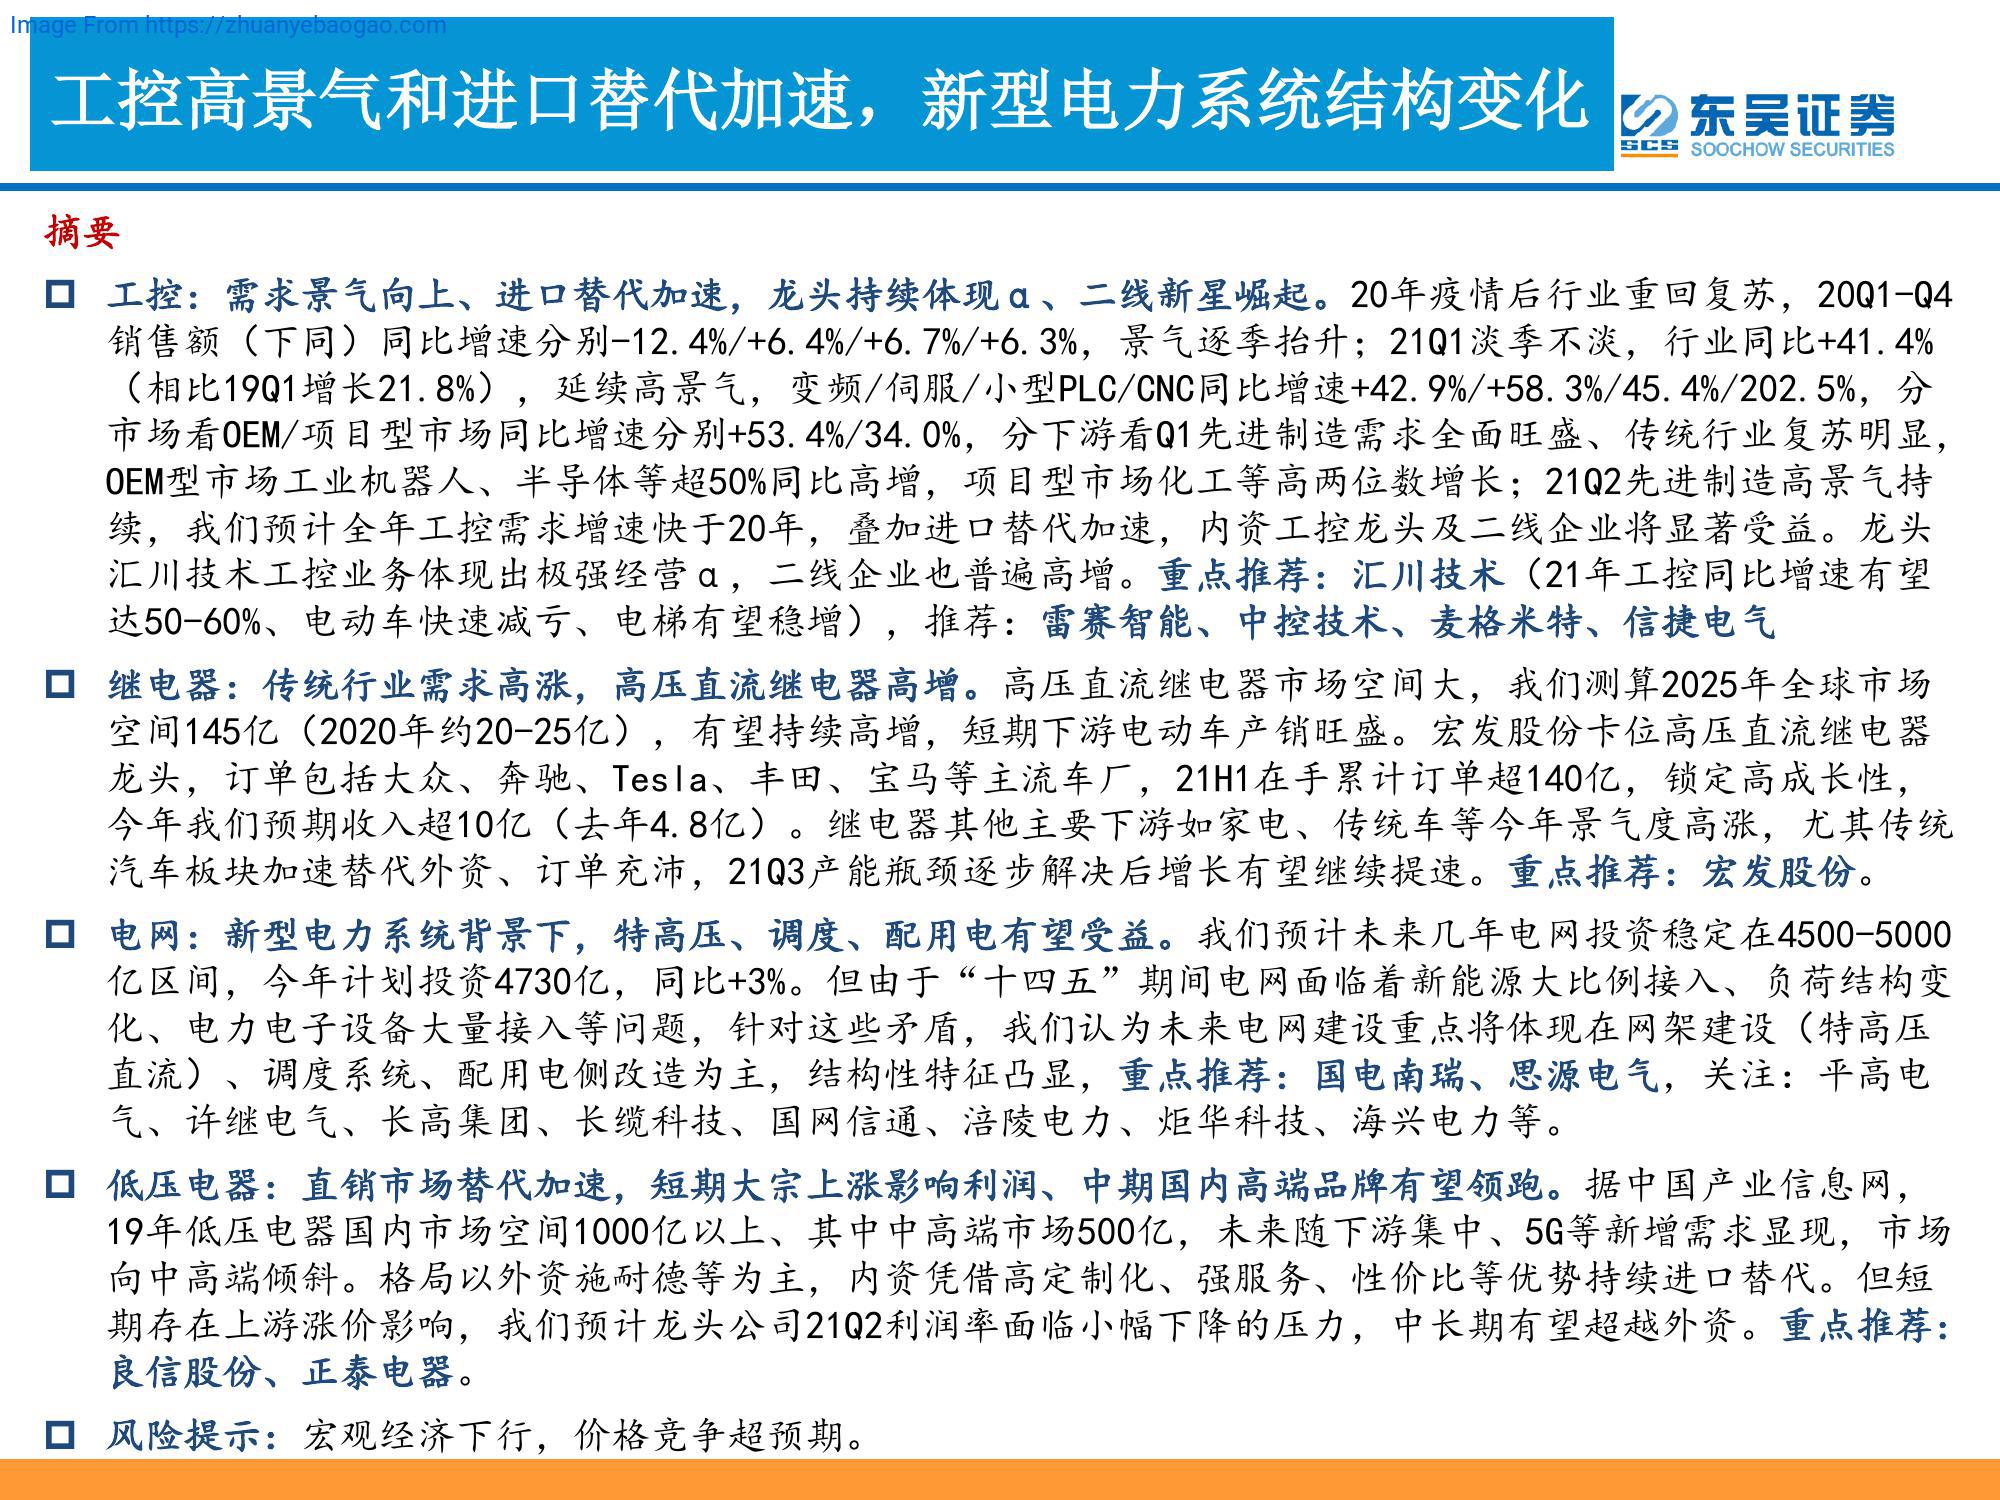 Image From https://zhuanyebaogao.com
工控高景气和进口替代加速，新型电力系统结构变化
东吴证券
SCS
SOOCHOW SECURITIES
摘要
工控：需求景气向上、进口替代加速，龙头持续体现α、二线新星崛起。20年疫情后行业重回复苏，20Q1-Q4
销售额（下同）同比增速分别-12.4%/+6.4%/+6.7%/+6.3%，景气逐季抬升；21Q1淡季不淡，行业同比+41.4%
（相比19Q1增长21.8%），延续高景气，变频/伺服/小型PLC/CNC同比增速+42.9%/+58.3%/45.4%/202.5%，分
市场看OEM/项目型市场同比增速分别+53.4%/34.0%，分下游看Q1先进制造需求全面旺盛、传统行业复苏明显，
OEM型市场工业机器人、半导体等超50%同比高增，项目型市场化工等高两位数增长；21Q2先进制造高景气持
续，我们预计全年工控需求增速快于20年，叠加进口替代加速，内资工控龙头及二线企业将显著受益。龙头
汇川技术工控业务体现出极强经营α，二线企业也普遍高增。重点推荐：汇川技术（21年工控同比增速有望
达50-60%、电动车快速减亏、电梯有望稳增），推荐：雷赛智能、中控技术、麦格米特、信捷电气
继电器：传统行业需求高涨，高压直流继电器高增。高压直流继电器市场空间大，我们测算2025年全球市场
空间145亿（2020年约20-25亿），有望持续高增，短期下游电动车产销旺盛。宏发股份卡位高压直流继电器
龙头，订单包括大众、奔驰、Tesla、丰田、宝马等主流车厂，21H1在手累计订单超140亿，锁定高成长性，
今年我们预期收入超10亿（去年4.8亿）。继电器其他主要下游如家电、传统车等今年景气度高涨，尤其传统
汽车板块加速替代外资、订单充沛，21Q3产能瓶颈逐步解决后增长有望继续提速。重点推荐：宏发股份。
电网：新型电力系统背景下，特高压、调度、配用电有望受益。我们预计未来几年电网投资稳定在4500-5000
亿区间，今年计划投资4730亿，同比+3%。但由于“十四五”期间电网面临着新能源大比例接入、负荷结构变
化、电力电子设备大量接入等问题，针对这些矛盾，我们认为未来电网建设重点将体现在网架建设（特高压
直流）、调度系统、配用电侧改造为主，结构性特征凸显，重点推荐：国电南瑞、思源电气，关注：平高电
气、许继电气、长高集团、长缆科技、国网信通、涪陵电力、炬华科技、海兴电力等。
低压电器：直销市场替代加速，短期大宗上涨影响利润、中期国内高端品牌有望领跑。据中国产业信息网，
19年低压电器国内市场空间1000亿以上、其中中高端市场500亿，未来随下游集中、5G等新增需求显现，市场
向中高端倾斜。格局以外资施耐德等为主，内资凭借高定制化、强服务、性价比等优势持续进口替代。但短
期存在上游涨价影响，我们预计龙头公司21Q2利润率面临小幅下降的压力，中长期有望超越外资。重点推荐：
良信股份、正泰电器。
风险提示：宏观经济下行，价格竞争超预期。